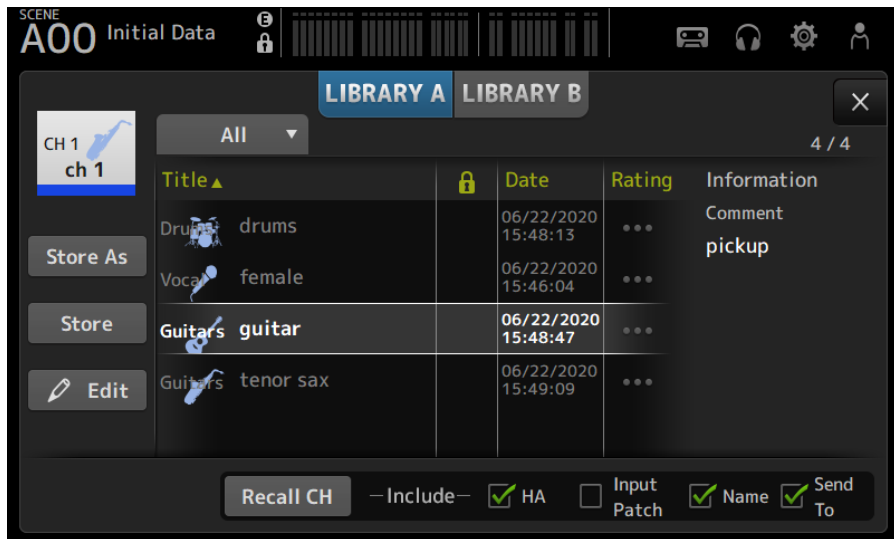 SCENE
A00 Initial Data
E
LIBRARY A LIBRARY B
CH 1
ch 1
All
4 / 4
Title Date Rating Information
Comment
pickup
Drums drums 06/22/2020
15:48:13
Vocal female 06/22/2020
15:46:04
Guitars guitar 06/22/2020
15:48:47
Guitars tenor sax 06/22/2020
15:49:09
Store As
Store
Edit
Recall CH –Include– HA Input
Patch Name Send
To